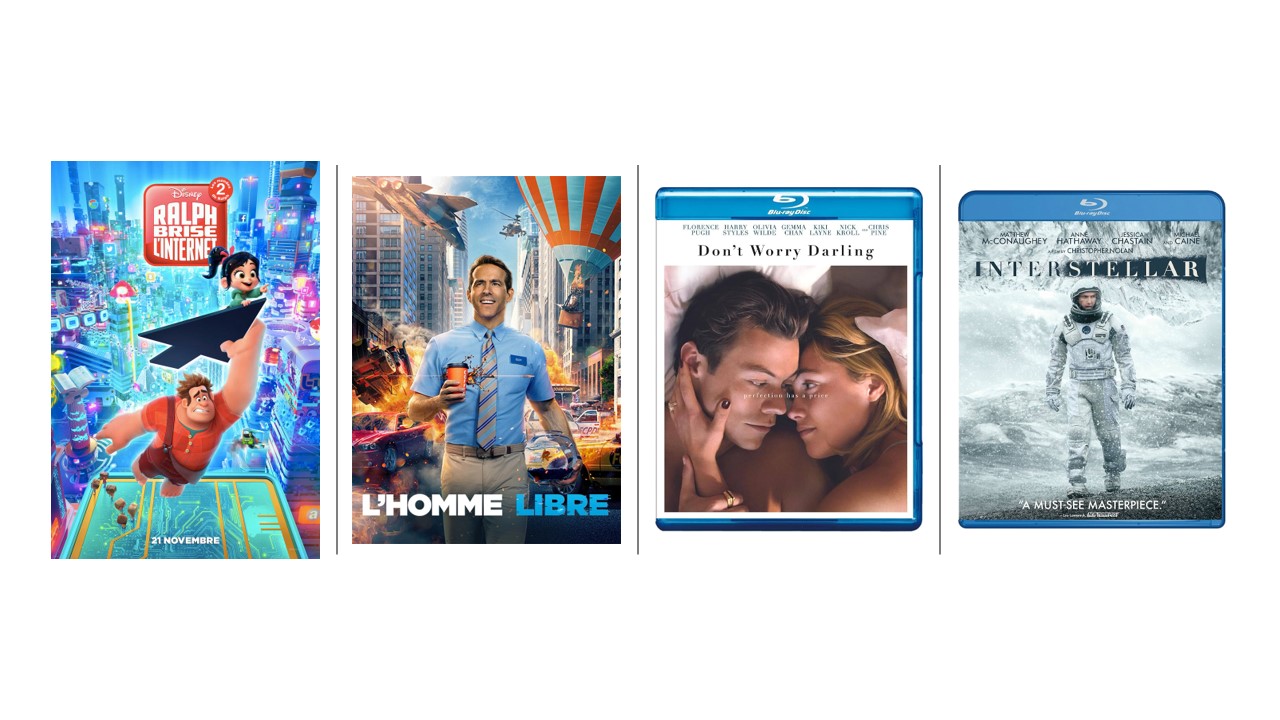 Disney
2
RALPH
BRISE
L'INTERNET
21 NOVEMBRE
L'HOMME LIBRE
Blu-ray Disc
FLORENCE PUGH HARRY STYLES OLIVIA WILDE GEMMA CHAN KIKI LAYNE NICK KROLL AND CHRIS PINE
Don't Worry Darling
perfection has a price
Blu-ray Disc
MATTHEW McCONAUGHEY ANNE HATHAWAY JESSICA CHASTAIN AND MICHAEL CAINE
A FILM BY CHRISTOPHER NOLAN
INTERSTELLAR
"A MUST-SEE MASTERPIECE."